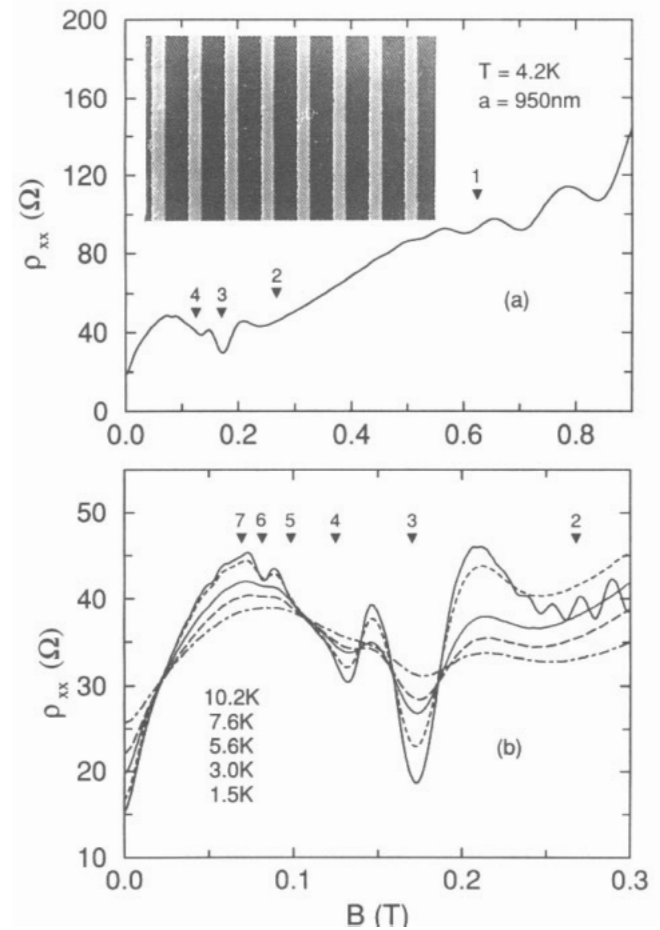 200
160
120
80
40
0
ρxx (Ω)
T = 4.2K
a = 950nm
1
2
4 3
(a)
0.0 0.2 0.4 0.6 0.8
50
40
30
20
10
ρxx (Ω)
7 6 5 4 3 2
10.2K
7.6K
5.6K
3.0K
1.5K
(b)
0.0 0.1 0.2 0.3
B (T)